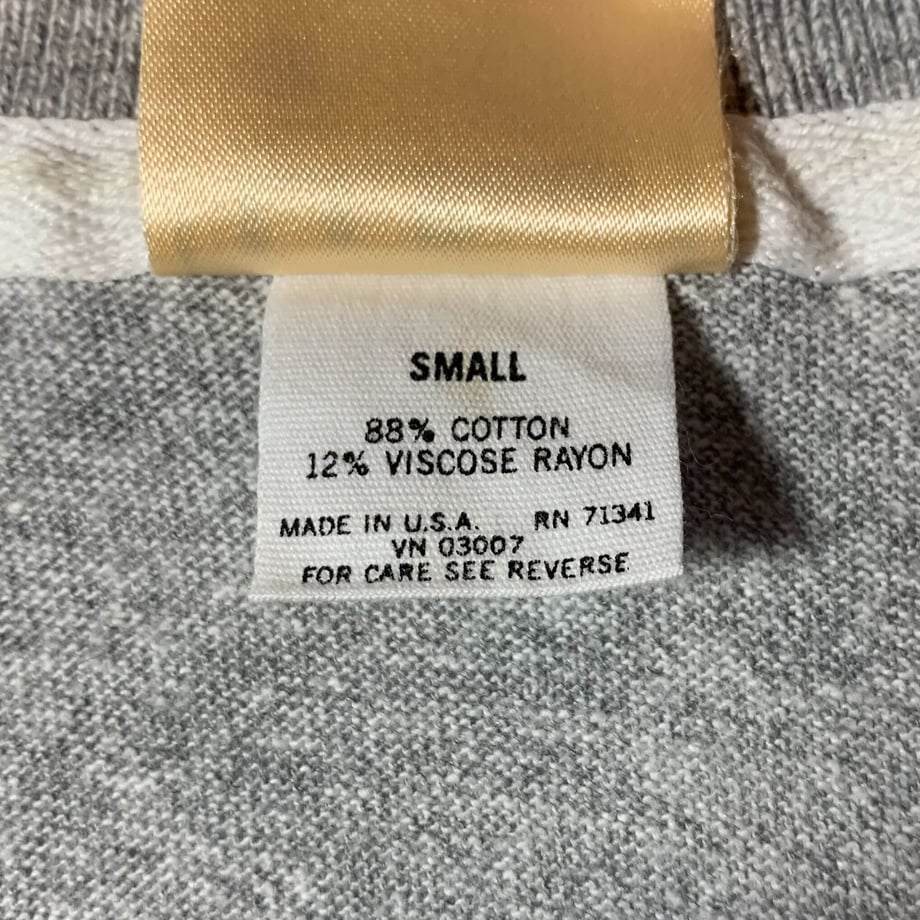 SMALL
88% COTTON
12% VISCOSE RAYON
MADE IN U.S.A. RN 71341
VN 03007
FOR CARE SEE REVERSE